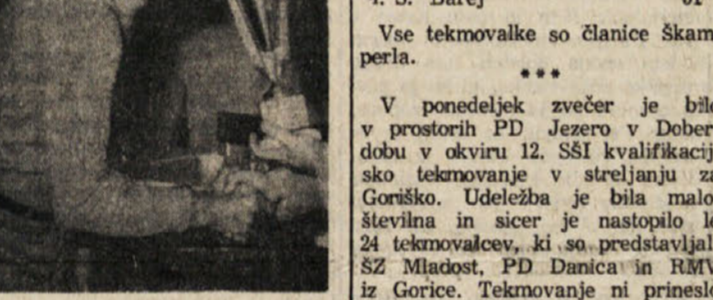 Vse tekmovalke so članice Škam
perla.
***
V ponedeljek zvečer je bilo
v prostorih PD Jezero v Dober
dobu v okviru 12. SŠI kvalifikacij
sko tekmovanje v streljanju za
Goriško. Udeležba je bila malo
številna in sicer je nastopilo le
24 tekmovalcev, ki so predstavljal
ŠZ Mladost, PD Danica in RMV
iz Gorice. Tekmovanje ni prineslo